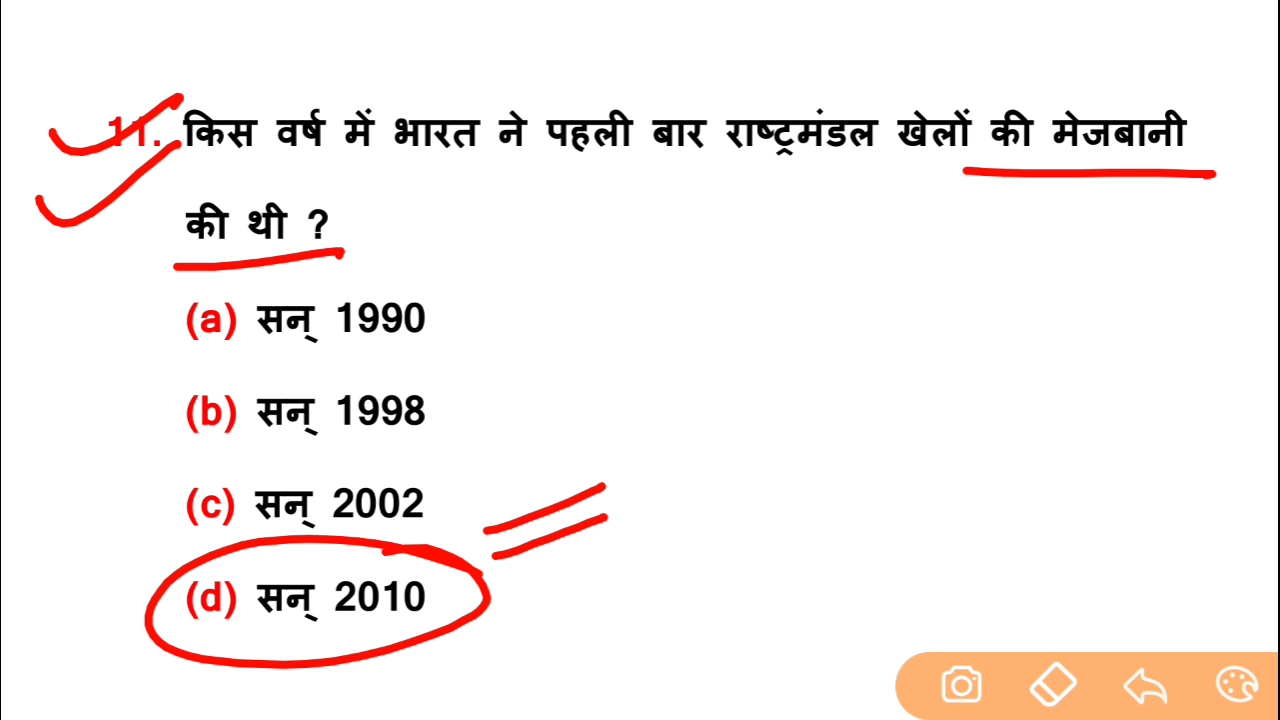 11. किस वर्ष में भारत ने पहली बार राष्ट्रमंडल खेलों की मेजबानी
की थी ?
(a) सन् 1990
(b) सन् 1998
(c) सन् 2002
(d) सन् 2010